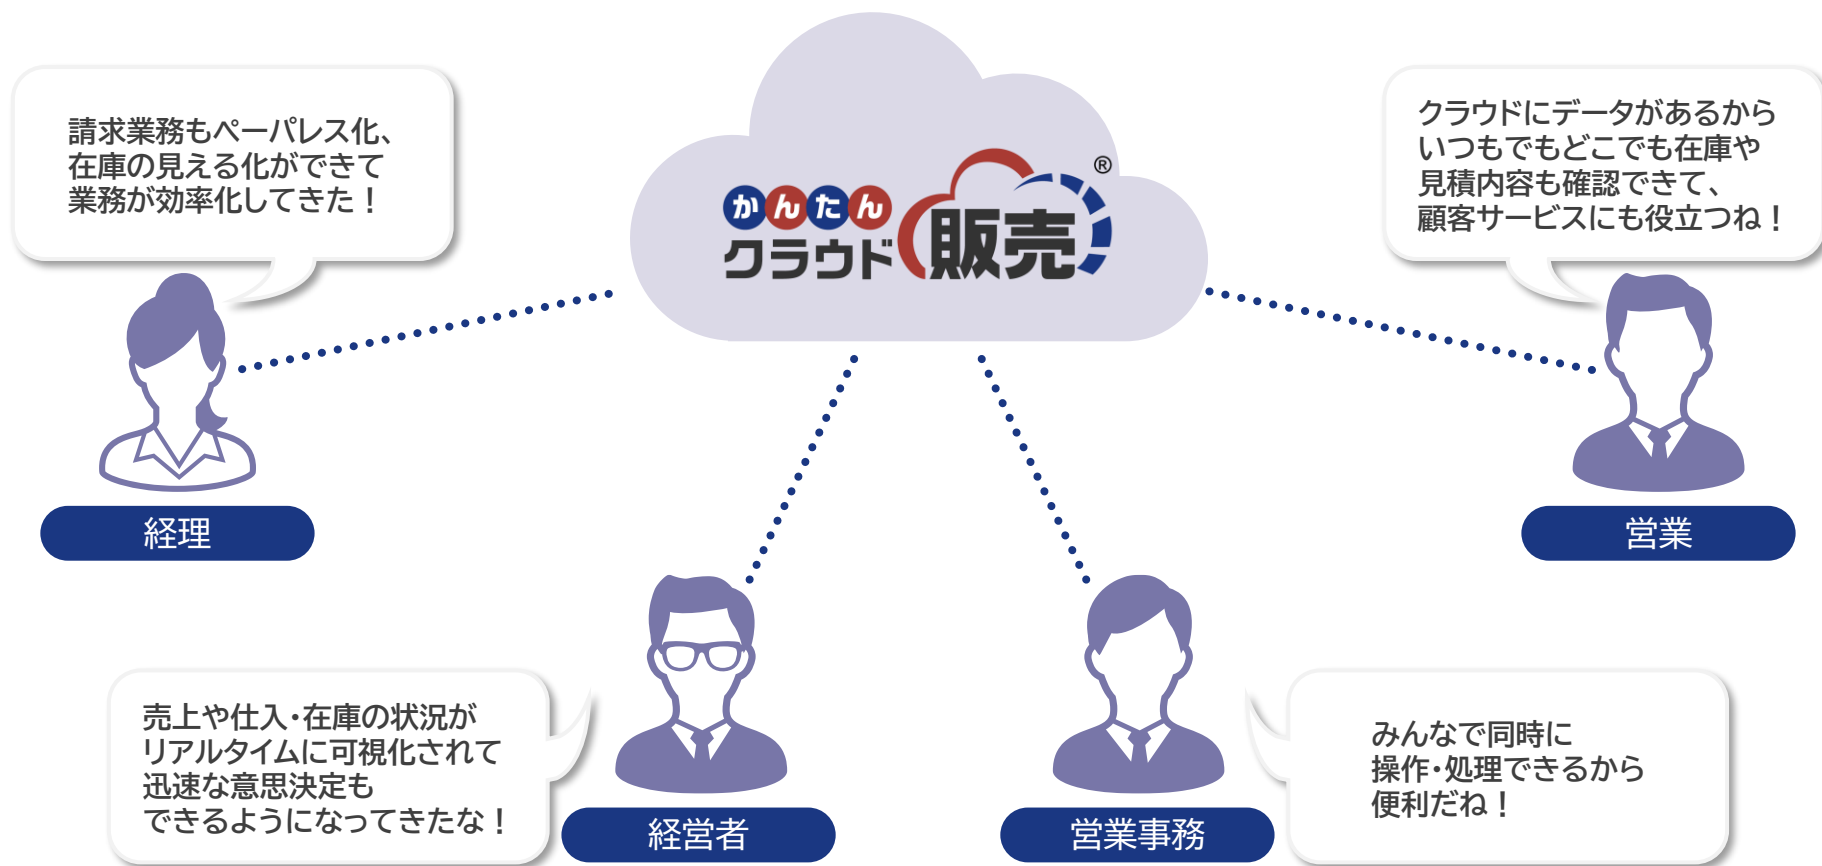 請求業務もペーパレス化、
在庫の見える化ができて
業務が効率化してきた！
かんたん
クラウド販売®
クラウドにデータがあるから
いつもでもどこでも在庫や
見積内容も確認できて、
顧客サービスにも役立つね！
経理
営業
売上や仕入・在庫の状況が
リアルタイムに可視化されて
迅速な意思決定も
できるようになってきたな！
経営者
営業事務
みんなで同時に
操作・処理できるから
便利だね！